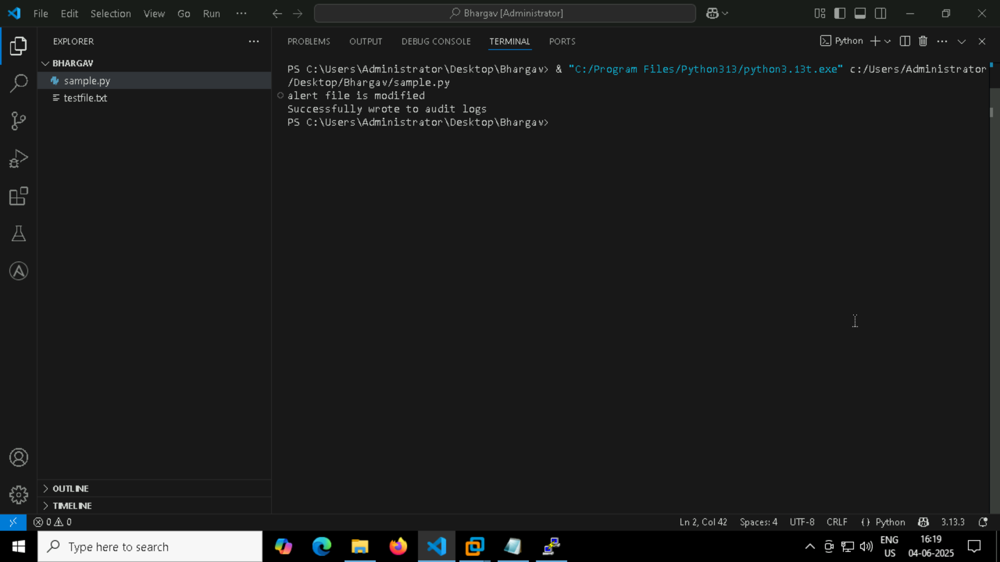 File Edit Selection View Go Run ···
Bhargav [Administrator]
EXPLORER
PROBLEMS OUTPUT DEBUG CONSOLE TERMINAL PORTS
Python
BHARGAV
sample.py
testfile.txt
PS C:\Users\Administrator\Desktop\Bhargav> & "C:/Program Files/Python313/python3.13t.exe" c:/Users/Administrator
/Desktop/Bhargav/sample.py
alert file is modified
Successfully wrote to audit logs
PS C:\Users\Administrator\Desktop\Bhargav>
OUTLINE
TIMELINE
0 0
Ln 2, Col 42 Spaces: 4 UTF-8 CRLF {} Python 3.13.3
Type here to search
ENG
US
16:19
04-06-2025